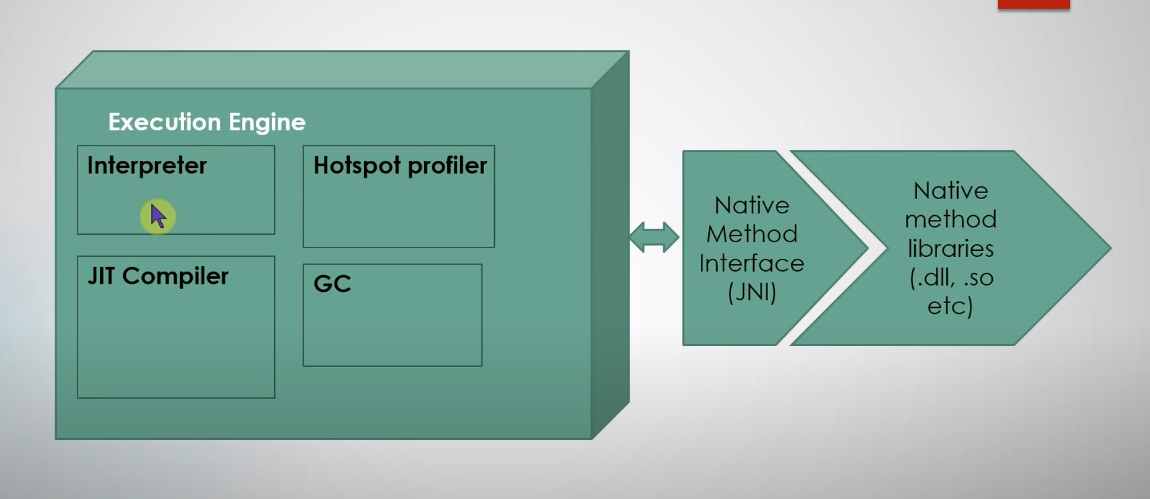 Execution Engine
Interpreter
Hotspot profiler
JIT Compiler
GC
Native
Method
Interface
(JNI)
Native
method
libraries
(.dll, .so
etc)